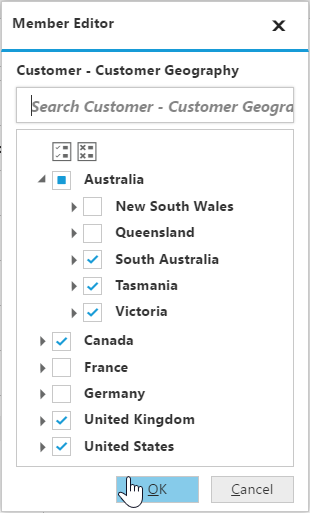 Member Editor
Customer - Customer Geography
Search Customer - Customer Geogra
Australia
New South Wales
Queensland
South Australia
Tasmania
Victoria
Canada
France
Germany
United Kingdom
United States
OK
Cancel